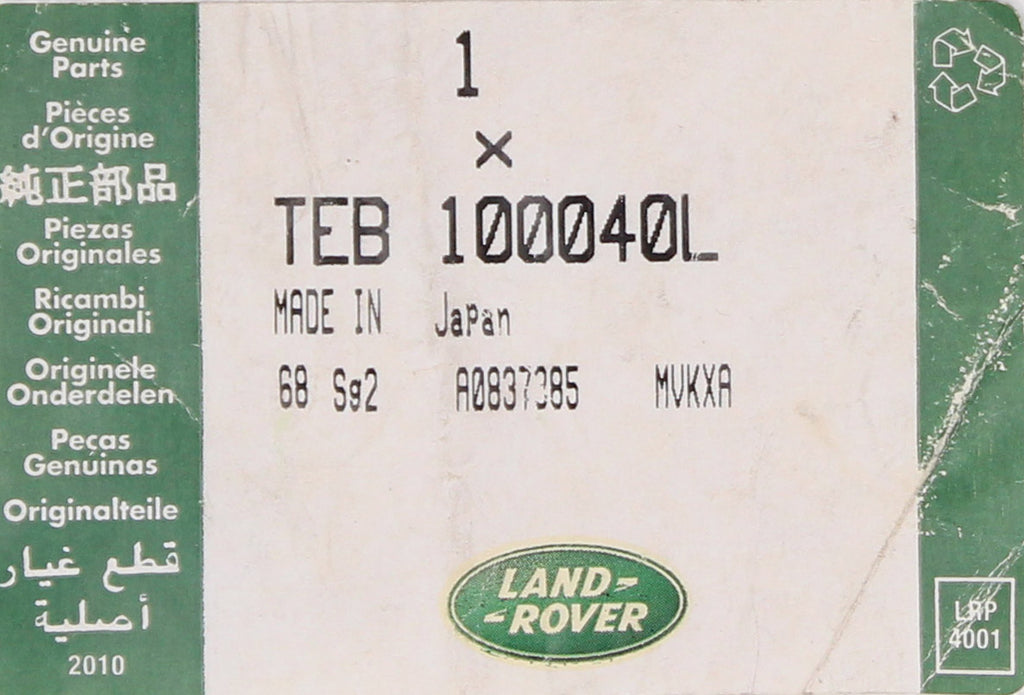 Genuine
Parts
Pièces
d'Origine
純正部品
Piezas
Originales
Ricambi
Originali
Originele
Onderdelen
Peças
Genuinas
Originalteile
قطع غيار
أصلية
2010
1
×
TEB 100040L
MADE IN Japan
68 Sg2 MVKXA
LAND-
-ROVER
LRP
4001